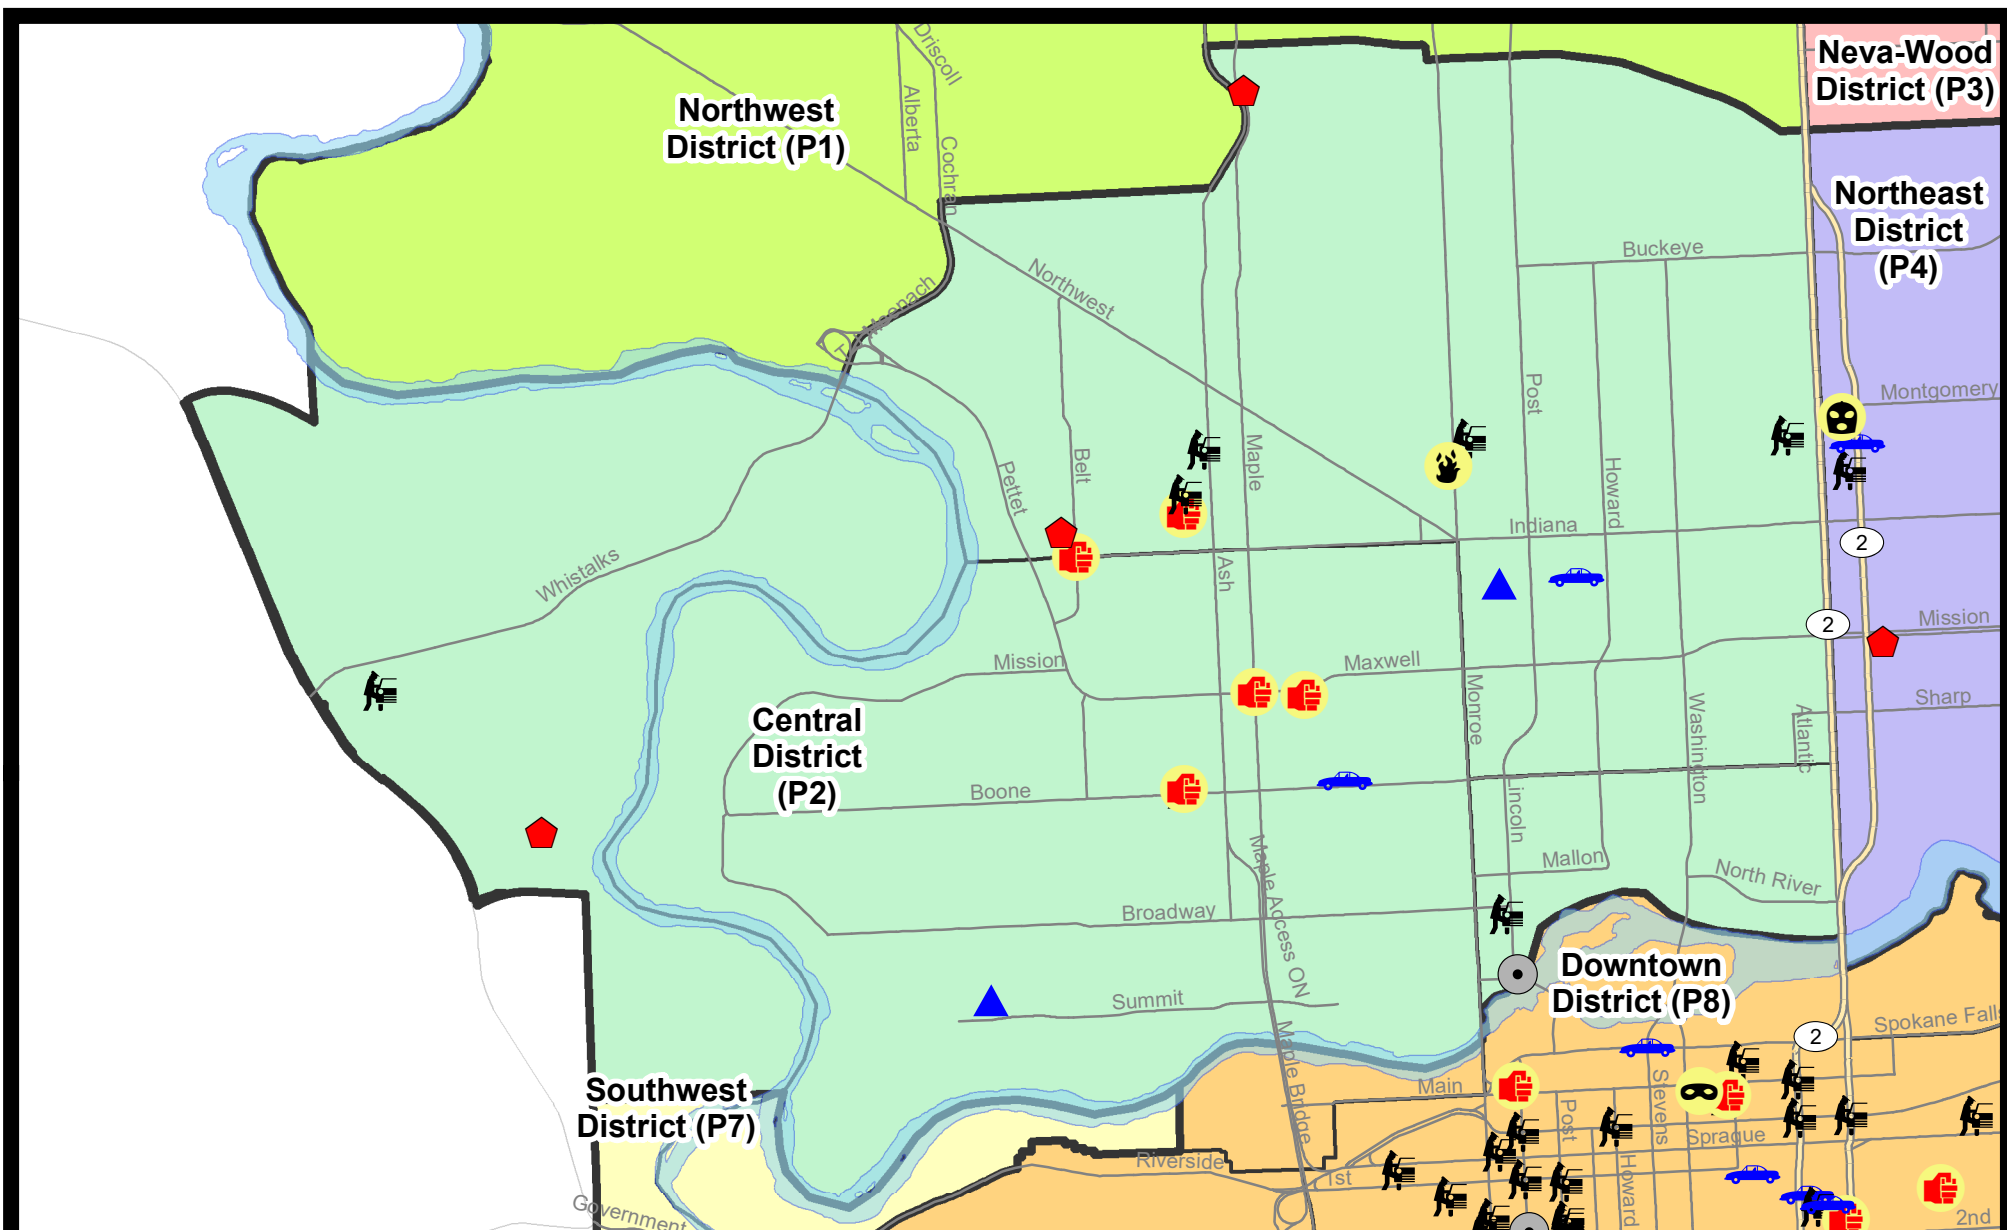 Driscoll
Neva-Wood
District (P3)
Northwest
District (P1)
Alberta
Cochran
Northeast
District
(P4)
Buckeye
Northwest
Post
Montgomery
Maple
Belt
Pettet
Howard
Indiana
2
Whistalks
Ash
2
Mission
Mission
Maxwell
Monroe
Sharp
Washington
Atlantic
Central
District
(P2)
Boone
Lincoln
Mallon
North River
Maple Access ON
Broadway
Downtown
District (P8)
Summit
2
Spokane Falls
Maple Bridge
Southwest
District (P7)
Main
Stevens
Post
Sprague
Riverside
1st
Howard
Government
2nd